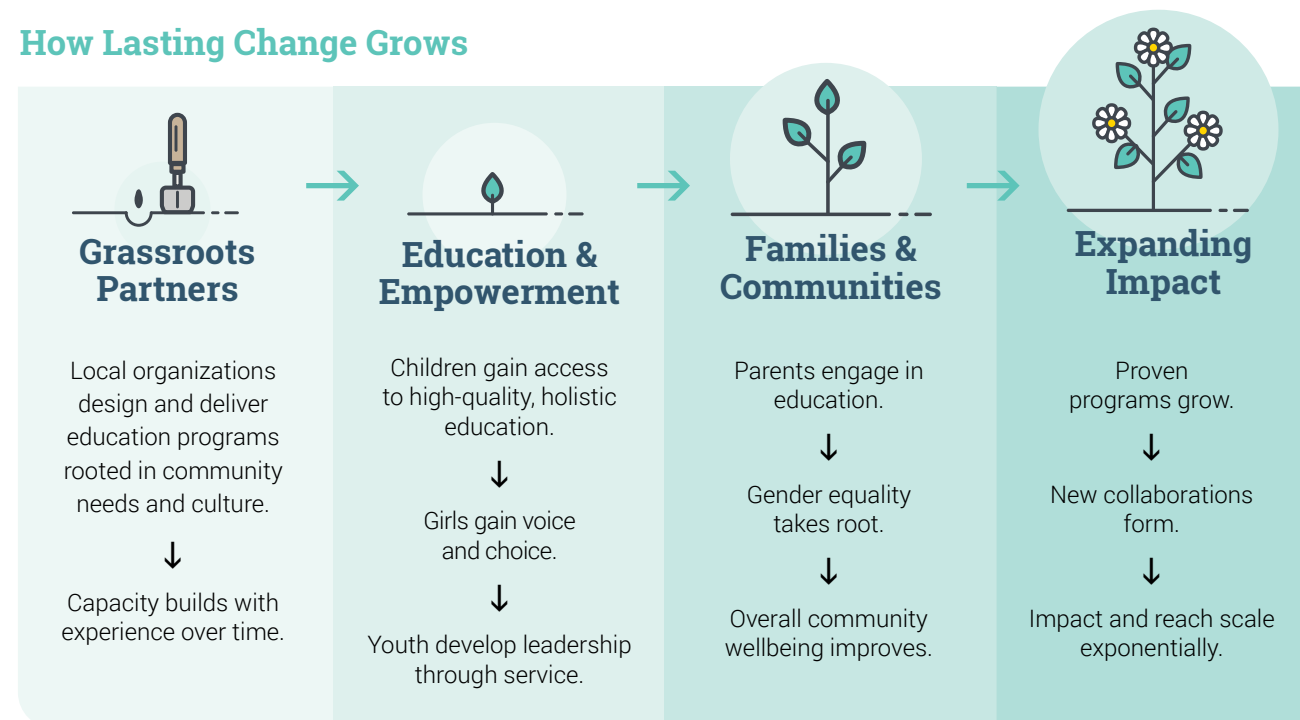 How Lasting Change Grows
Grassroots
Partners
Local organizations
design and deliver
education programs
rooted in community
needs and culture.
Capacity builds with
experience over time.
Education &
Empowerment
Children gain access
to high-quality, holistic
education.
Girls gain voice
and choice.
Youth develop leadership
through service.
Families &
Communities
Parents engage in
education.
Gender equality
takes root.
Overall community
wellbeing improves.
Expanding
Impact
Proven
programs grow.
New collaborations
form.
Impact and reach scale
exponentially.